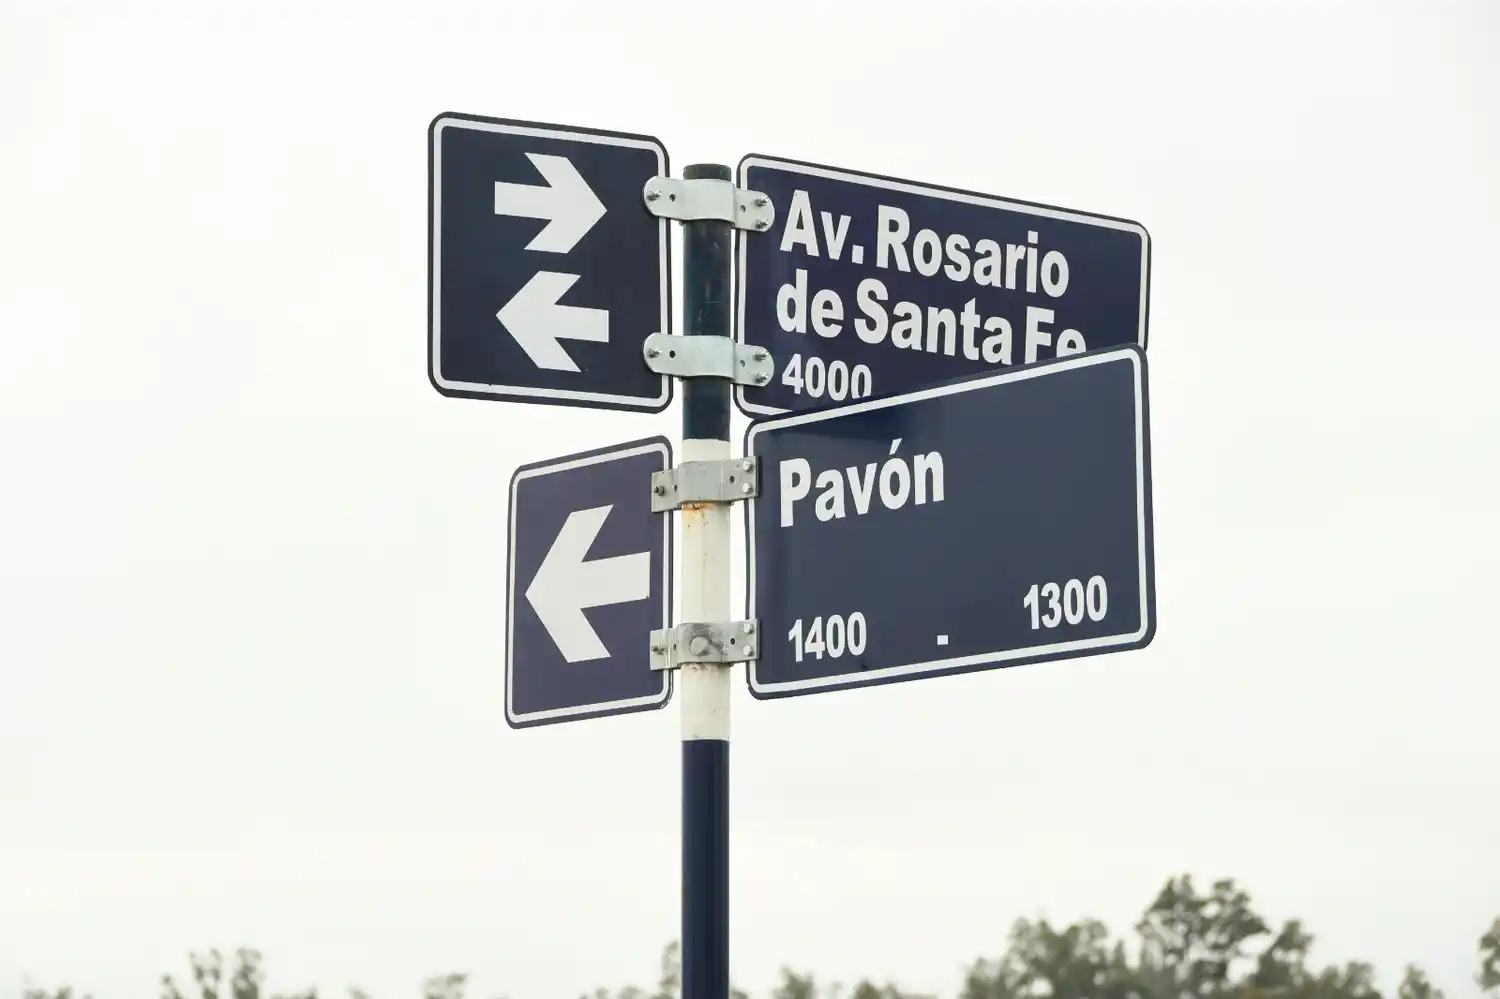 Av. Rosario
de Santa Fe
4000
Pavón
1400 - 1300